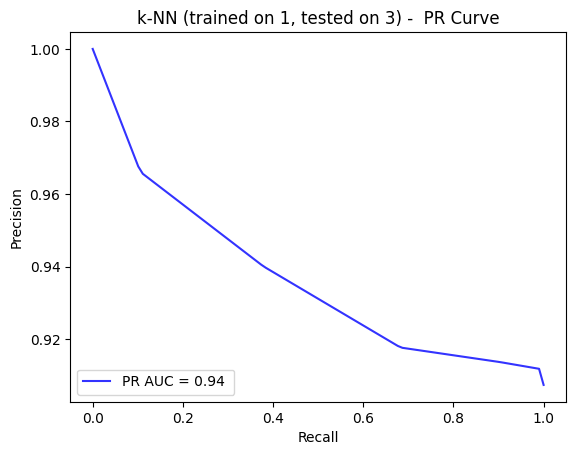 k-NN (trained on 1, tested on 3) -  PR Curve
1.00
0.98
0.96
0.94
0.92
Precision
PR AUC = 0.94
0.0 0.2 0.4 0.6 0.8 1.0
Recall